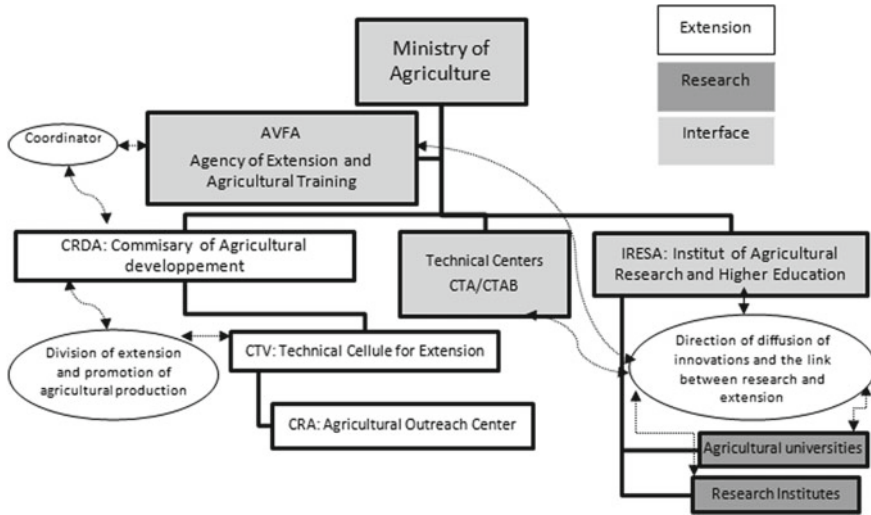 Ministry of
Agriculture
Extension
Research
Interface
Coordinator
AVFA
Agency of Extension and
Agricultural Training
CRDA: Commisary of Agricultural
developpement
Technical Centers
CTA/CTAB
IRESA: Institut of Agricultural
Research and Higher Education
Division of extension
and promotion of
agricultural production
CTV: Technical Cellule for Extension
Direction of diffusion of
innovations and the link
between research and
extension
CRA: Agricultural Outreach Center
Agricultural universities
Research Institutes